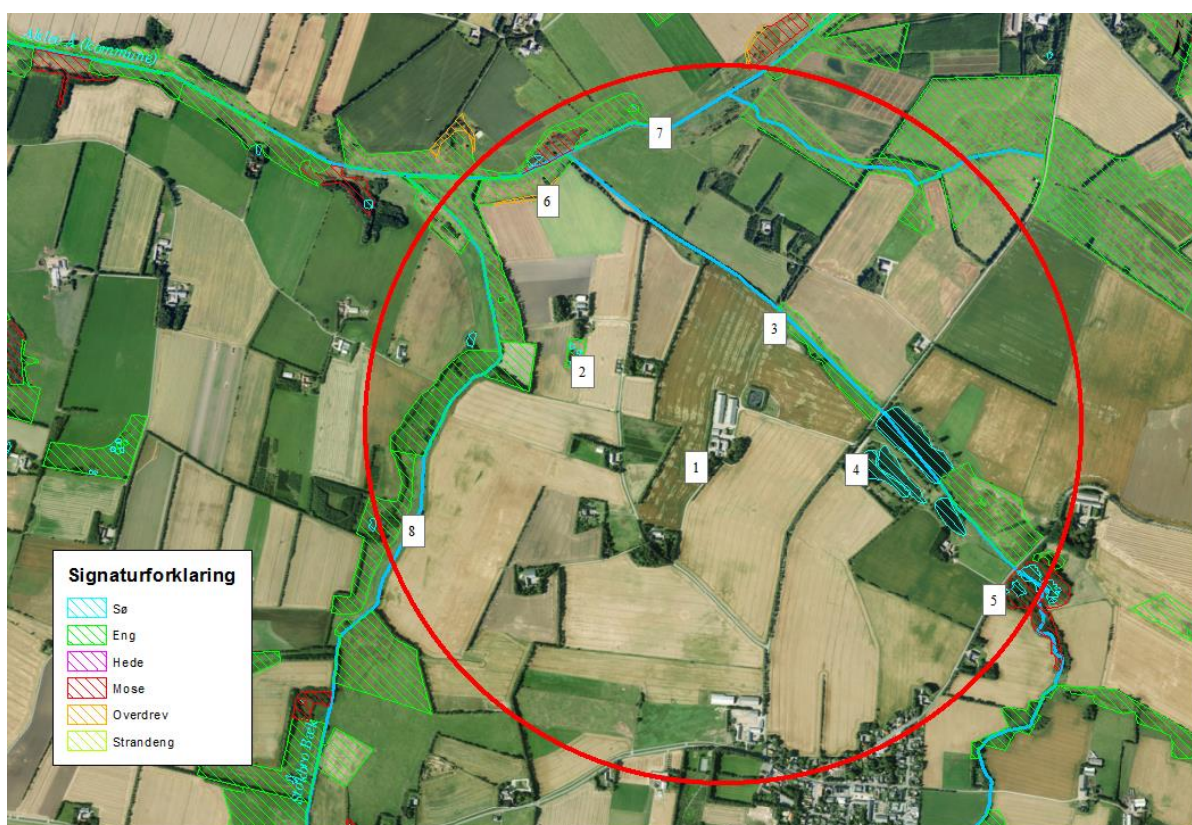 N
7
6
3
2
1
4
8
5
Signaturforklaring
Sø
Eng
Hede
Mose
Overdrev
Strandeng